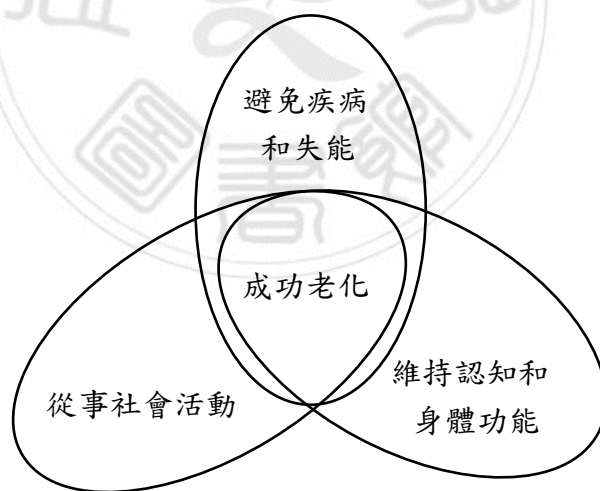 避免疾病
和失能
成功老化
從事社會活動
維持認知和
身體功能